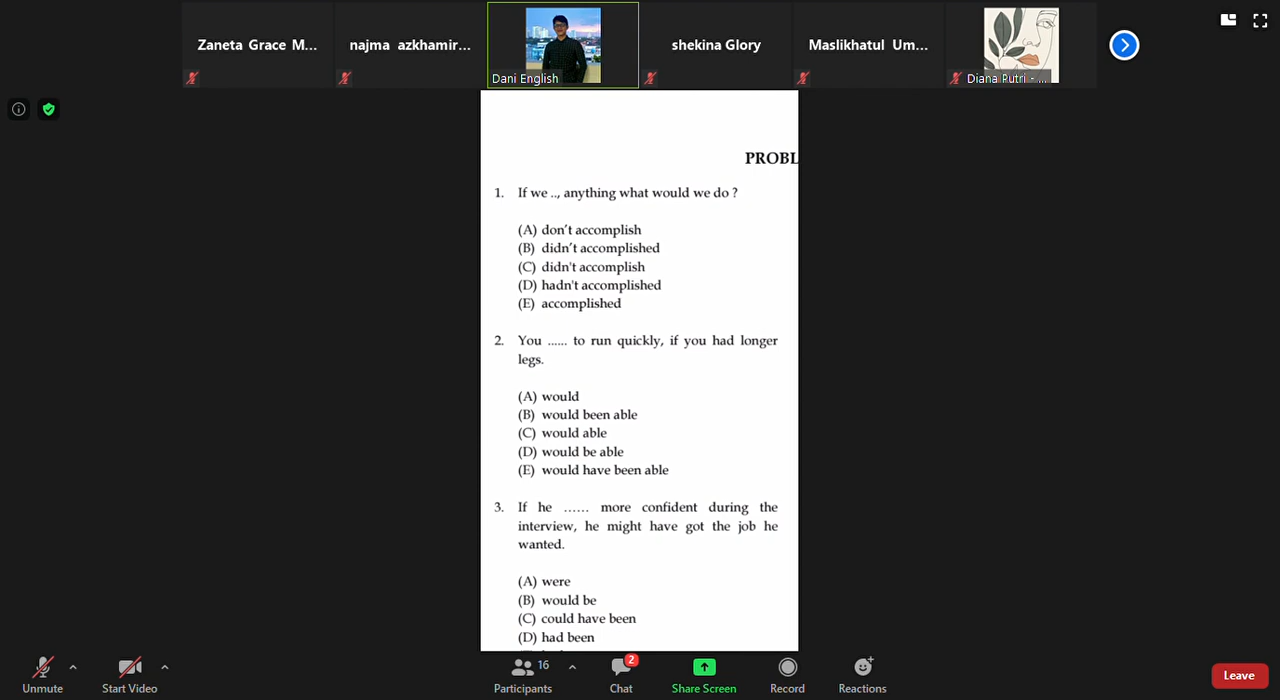 Zaneta Grace M...
najma azkhamir...
Dani English
shekina Glory
Maslikhatul Um...
Diana Putri - ...
PROBL
1. If we .., anything what would we do ?
(A) don’t accomplish
(B) didn’t accomplished
(C) didn't accomplish
(D) hadn't accomplished
(E) accomplished
2. You ...... to run quickly, if you had longer
legs.
(A) would
(B) would been able
(C) would able
(D) would be able
(E) would have been able
3. If he ...... more confident during the
interview, he might have got the job he
wanted.
(A) were
(B) would be
(C) could have been
(D) had been
Unmute
Start Video
16
Participants
2
Chat
Share Screen
Record
Reactions
Leave